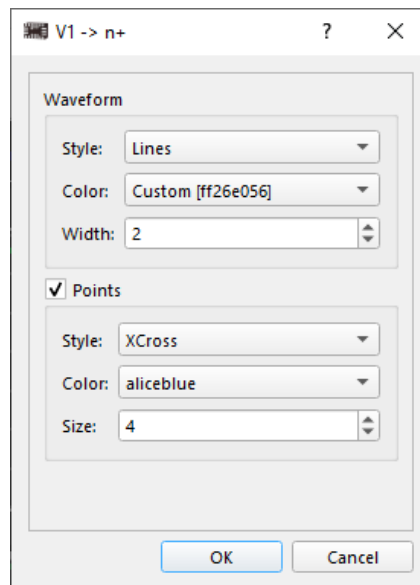 V1 -> n+ ?
Waveform
Style: Lines
Color: Custom [ff26e056]
Width: 2
Points
Style: XCross
Color: aliceblue
Size: 4
OK Cancel